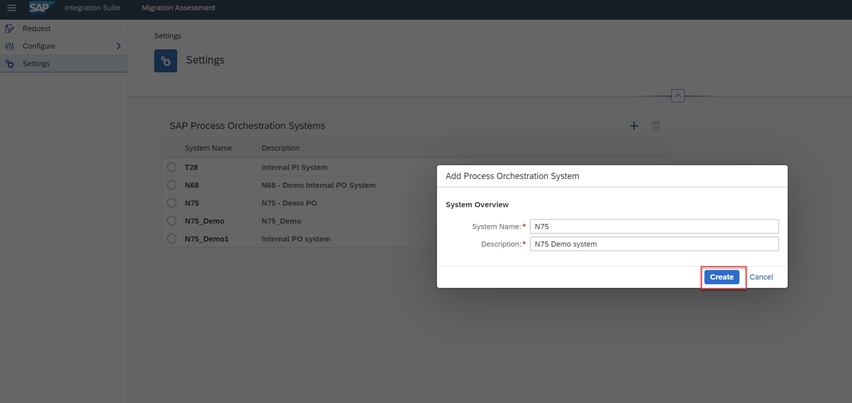 SAP Integration Suite Migration Assessment
Request
Configure
Settings
Settings
Settings
SAP Process Orchestration Systems
System Name Description
T28 Internal PI System
N68 N68 - Demo Internal PO System
N75 N75 - Demo PO
N75_Demo N75_Demo
N75_Demo1 Internal PO system
Add Process Orchestration System
System Overview
System Name:* N75
Description:* N75 Demo system
Create Cancel